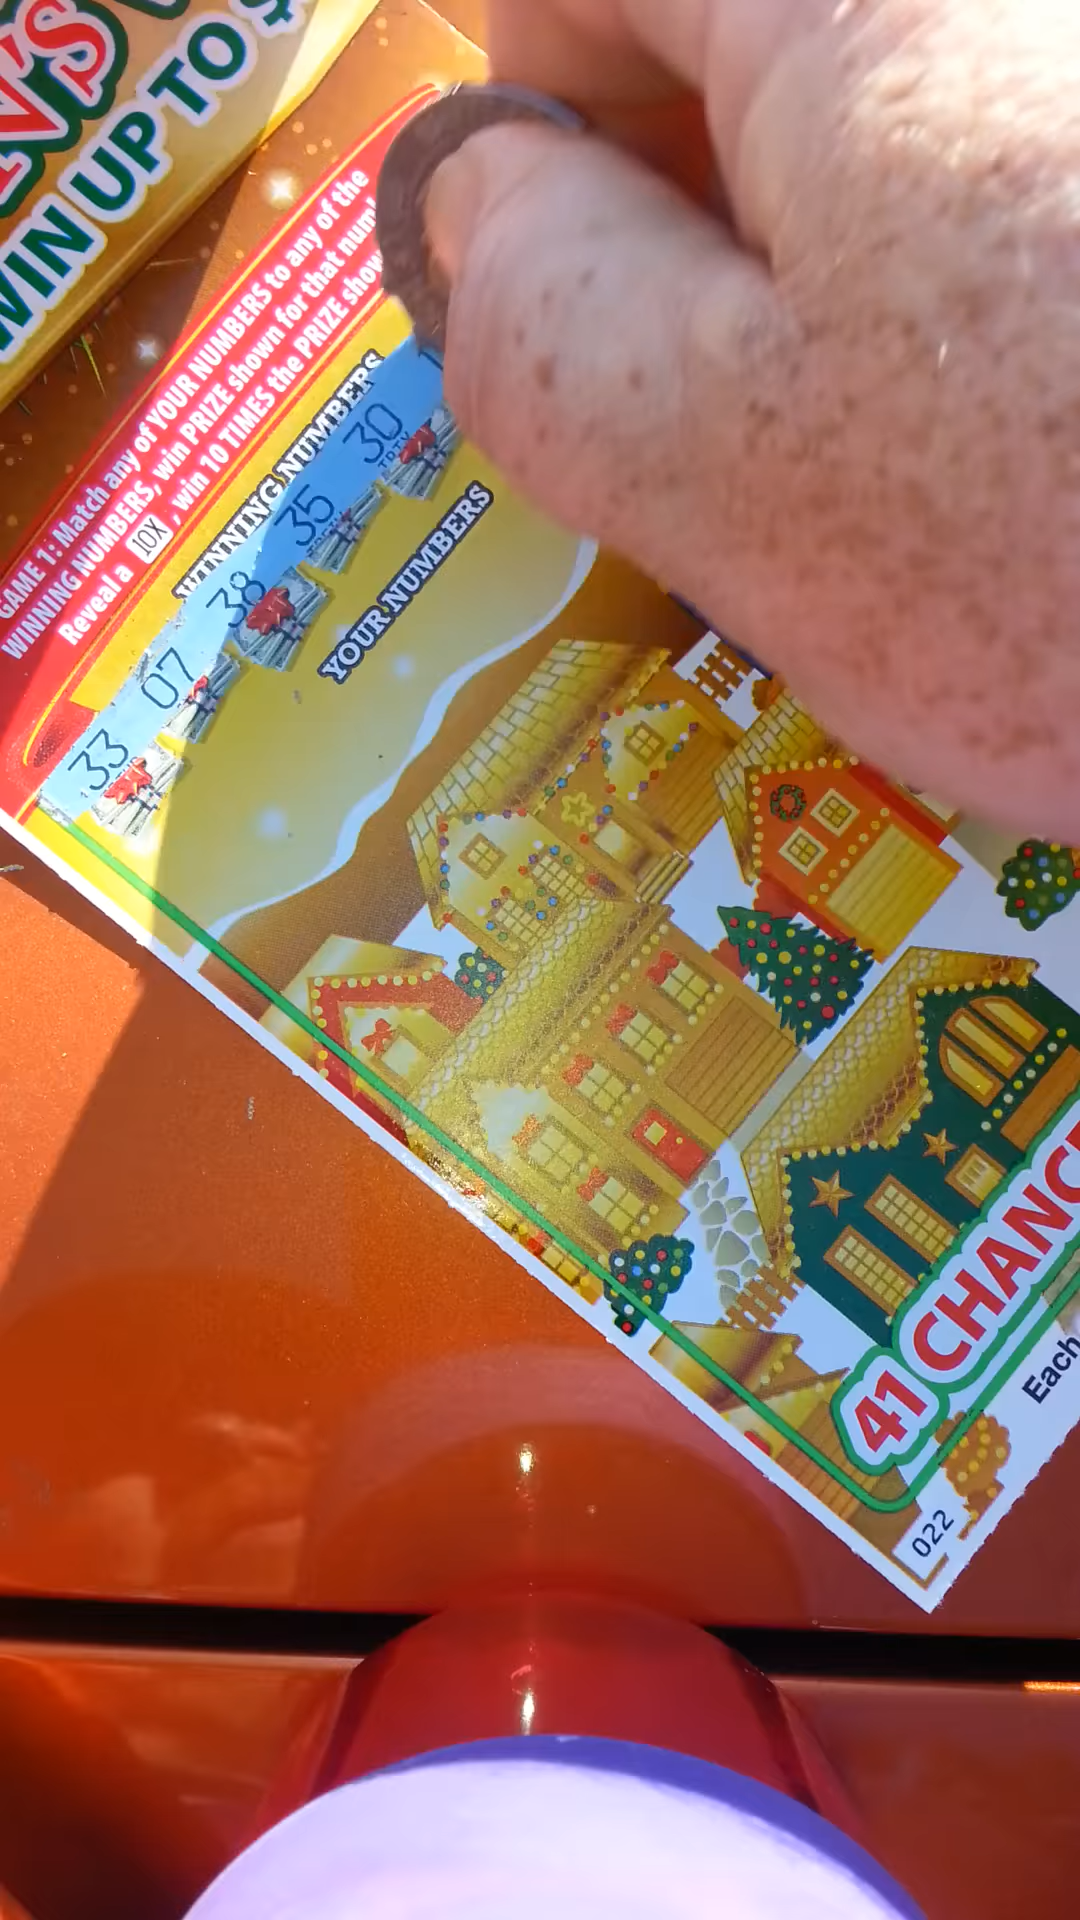 N'S
WIN UP TO $
GAME 1: Match any of YOUR NUMBERS to any of the
WINNING NUMBERS, win PRIZE shown for that num
Reveal a 10X, win 10 TIMES the PRIZE show
WINNING NUMBERS
33
07
38
35
30
TRTY
1
YOUR NUMBERS
41 CHANC
Each
022